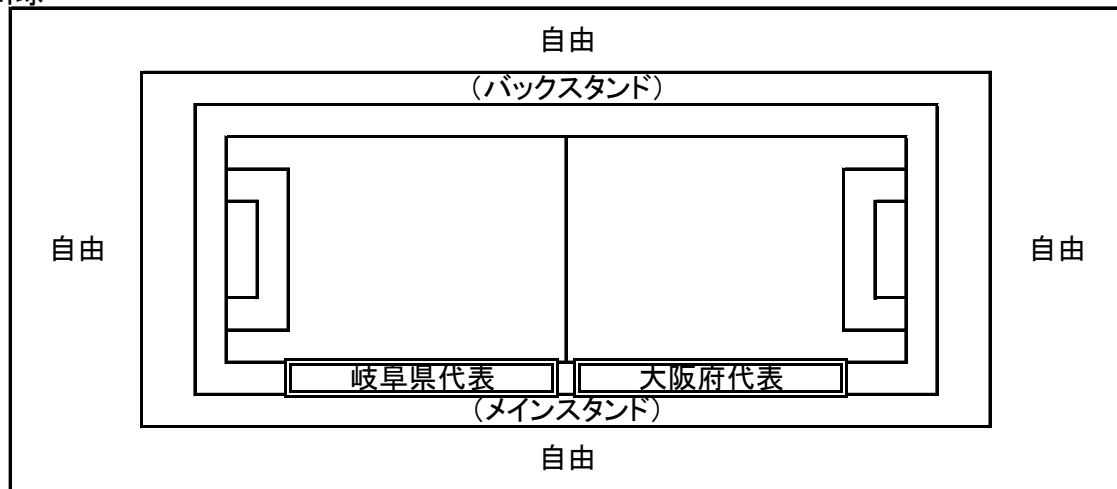 自由
（バックスタンド）
自由
自由
岐阜県代表
大阪府代表
（メインスタンド）
自由